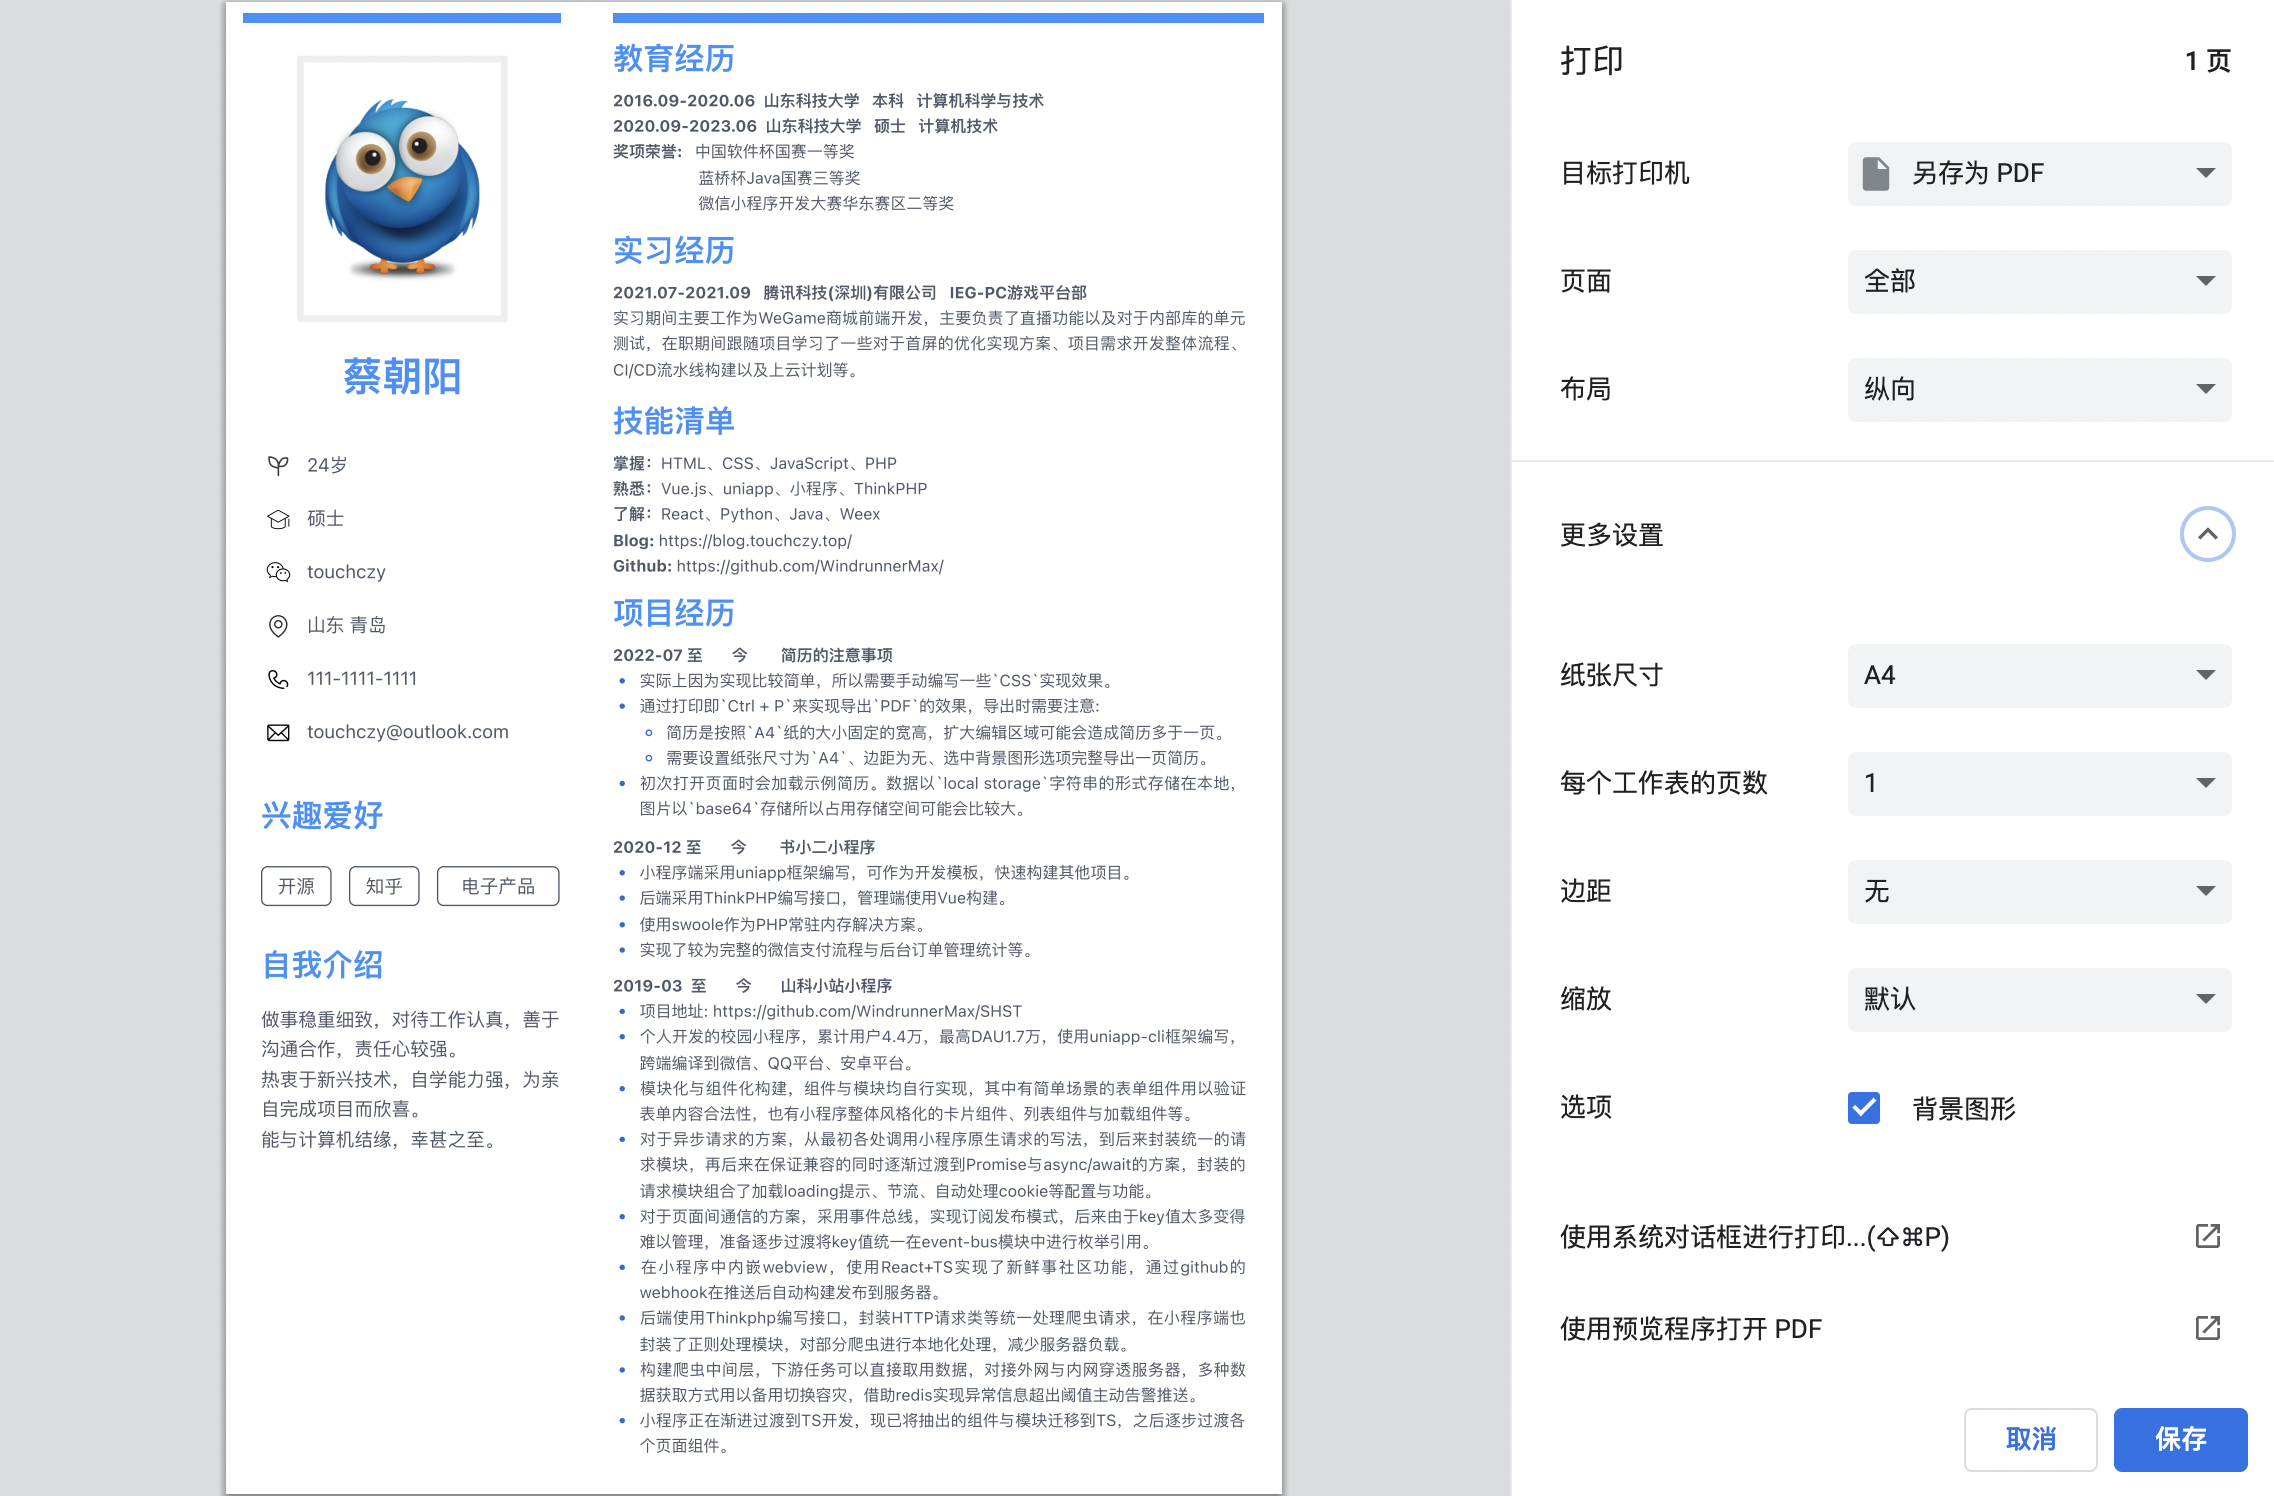 蔡朝阳
24岁
硕士
touchczy
山东 青岛
111-1111-1111
touchczy@outlook.com
兴趣爱好
开源 知乎 电子产品
自我介绍
做事稳重细致，对待工作认真，善于
沟通合作，责任心较强。
热衷于新兴技术，自学能力强，为亲
自完成项目而欣喜。
能与计算机结缘，幸甚之至。
教育经历
2016.09-2020.06 山东科技大学 本科 计算机科学与技术
2020.09-2023.06 山东科技大学 硕士 计算机技术
奖项荣誉： 中国软件杯国赛一等奖
蓝桥杯Java国赛三等奖
微信小程序开发大赛华东赛区二等奖
实习经历
2021.07-2021.09 腾讯科技(深圳)有限公司 IEG-PC游戏平台部
实习期间主要工作为WeGame商城前端开发，主要负责了直播功能以及对于内部库的单元
测试，在职期间跟随项目学习了一些对于首屏的优化实现方案、项目需求开发整体流程、
CI/CD流水线构建以及上云计划等。
技能清单
掌握：HTML、CSS、JavaScript、PHP
熟悉：Vue.js、uniapp、小程序、ThinkPHP
了解：React、Python、Java、Weex
Blog: https://blog.touchczy.top/
Github: https://github.com/WindrunnerMax/
项目经历
2022-07 至 今 简历的注意事项
• 实际上因为实现比较简单，所以需要手动编写一些`CSS`实现效果。
• 通过打印即`Ctrl + P`来实现导出`PDF`的效果，导出时需要注意:
◦ 简历是按照`A4`纸的大小固定的宽高，扩大编辑区域可能会造成简历多于一页。
◦ 需要设置纸张尺寸为`A4`、边距为无、选中背景图形选项完整导出一页简历。
• 初次打开页面时会加载示例简历。数据以`local storage`字符串的形式存储在本地，
图片以`base64`存储所以占用存储空间可能会比较大。
2020-12 至 今 书小二小程序
• 小程序端采用uniapp框架编写，可作为开发模板，快速构建其他项目。
• 后端采用ThinkPHP编写接口，管理端使用Vue构建。
• 使用swoole作为PHP常驻内存解决方案。
• 实现了较为完整的微信支付流程与后台订单管理统计等。
2019-03 至 今 山科小站小程序
• 项目地址: https://github.com/WindrunnerMax/SHST
• 个人开发的校园小程序，累计用户4.4万，最高DAU1.7万，使用uniapp-cli框架编写，
跨端编译到微信、QQ平台、安卓平台。
• 模块化与组件化构建，组件与模块均自行实现，其中有简单场景的表单组件用以验证
表单内容合法性，也有小程序整体风格化的卡片组件、列表组件与加载组件等。
• 对于异步请求的方案，从最初各处调用小程序原生请求的写法，到后来封装统一的请
求模块，再后来在保证兼容的同时逐渐过渡到Promise与async/await的方案，封装的
请求模块组合了加载loading提示、节流、自动处理cookie等配置与功能。
• 对于页面间通信的方案，采用事件总线，实现订阅发布模式，后来由于key值太多变得
难以管理，准备逐步过渡将key值统一在event-bus模块中进行枚举引用。
• 在小程序中内嵌webview，使用React+TS实现了新鲜事社区功能，通过github的
webhook在推送后自动构建发布到服务器。
• 后端使用Thinkphp编写接口，封装HTTP请求类等统一处理爬虫请求，在小程序端也
封装了正则处理模块，对部分爬虫进行本地化处理，减少服务器负载。
• 构建爬虫中间层，下游任务可以直接取用数据，对接外网与内网穿透服务器，多种数
据获取方式用以备用切换容灾，借助redis实现异常信息超出阈值主动告警推送。
• 小程序正在渐进过渡到TS开发，现已将抽出的组件与模块迁移到TS，之后逐步过渡各
个页面组件。
打印 1 页
目标打印机 另存为 PDF
页面 全部
布局 纵向
更多设置
纸张尺寸 A4
每个工作表的页数 1
边距 无
缩放 默认
选项 背景图形
使用系统对话框进行打印...(⇧⌘P)
使用预览程序打开 PDF
取消 保存